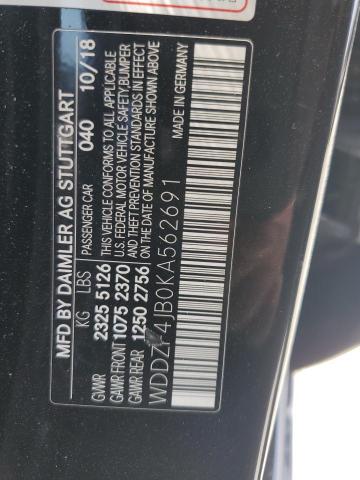 MFD BY DAIMLER AG STUTTGART
KG LBS PASSENGER CAR 040 10/18
GVWR 2325 5126 THIS VEHICLE CONFORMS TO ALL APPLICABLE
GAWR FRONT 1075 2370 U.S. FEDERAL MOTOR VEHICLE SAFETY,BUMPER
GAWR REAR 1250 2756 AND THEFT PREVENTION STANDARDS IN EFFECT
ON THE DATE OF MANUFACTURE SHOWN ABOVE
WDDZF4JB0KA562691 MADE IN GERMANY